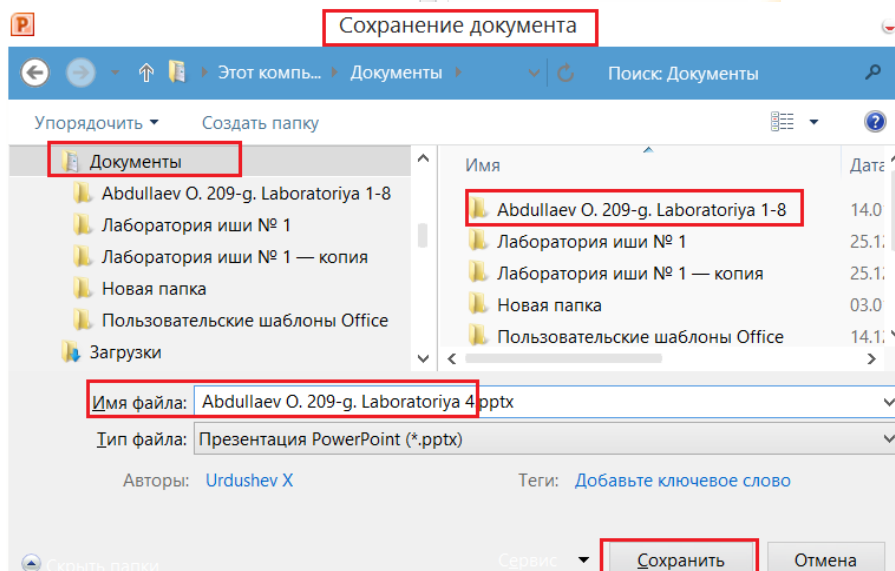 Сохранение документа
Этот компь... Документы
Поиск: Документы
Упорядочить
Создать папку
Документы
Abdullaev O. 209-g. Laboratoriya 1-8
Лаборатория иши № 1
Лаборатория иши № 1 — копия
Новая папка
Пользовательские шаблоны Office
Загрузки
Имя
Дата
Abdullaev O. 209-g. Laboratoriya 1-8 14.0
Лаборатория иши № 1 25.1
Лаборатория иши № 1 — копия 25.1
Новая папка 03.0
Пользовательские шаблоны Office 14.1
Имя файла: Abdullaev O. 209-g. Laboratoriya 4.pptx
Тип файла: Презентация PowerPoint (*.pptx)
Авторы: Urdushev X
Теги: Добавьте ключевое слово
Скрыть папки
Сервис
Сохранить
Отмена